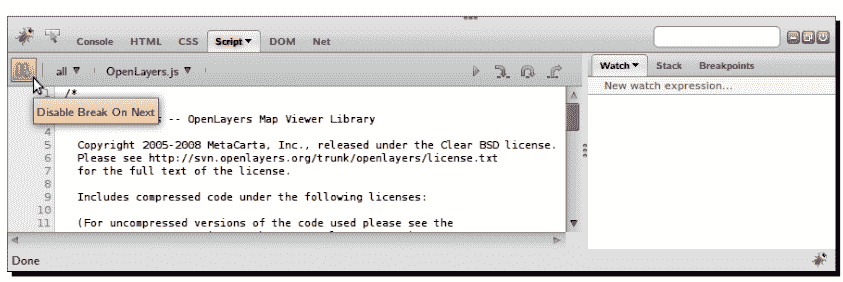 Console HTML CSS Script ▾ DOM Net
all ▾ OpenLayers.js ▾
Watch ▾ Stack Breakpoints
New watch expression...
1 /*
Disable Break On Next
-- OpenLayers Map Viewer Library
4
5 Copyright 2005-2008 MetaCarta, Inc., released under the Clear BSD license.
6 Please see http://svn.openlayers.org/trunk/openlayers/license.txt
7 for the full text of the license.
8
9 Includes compressed code under the following licenses:
10
11 (For uncompressed versions of the code used please see the
Done